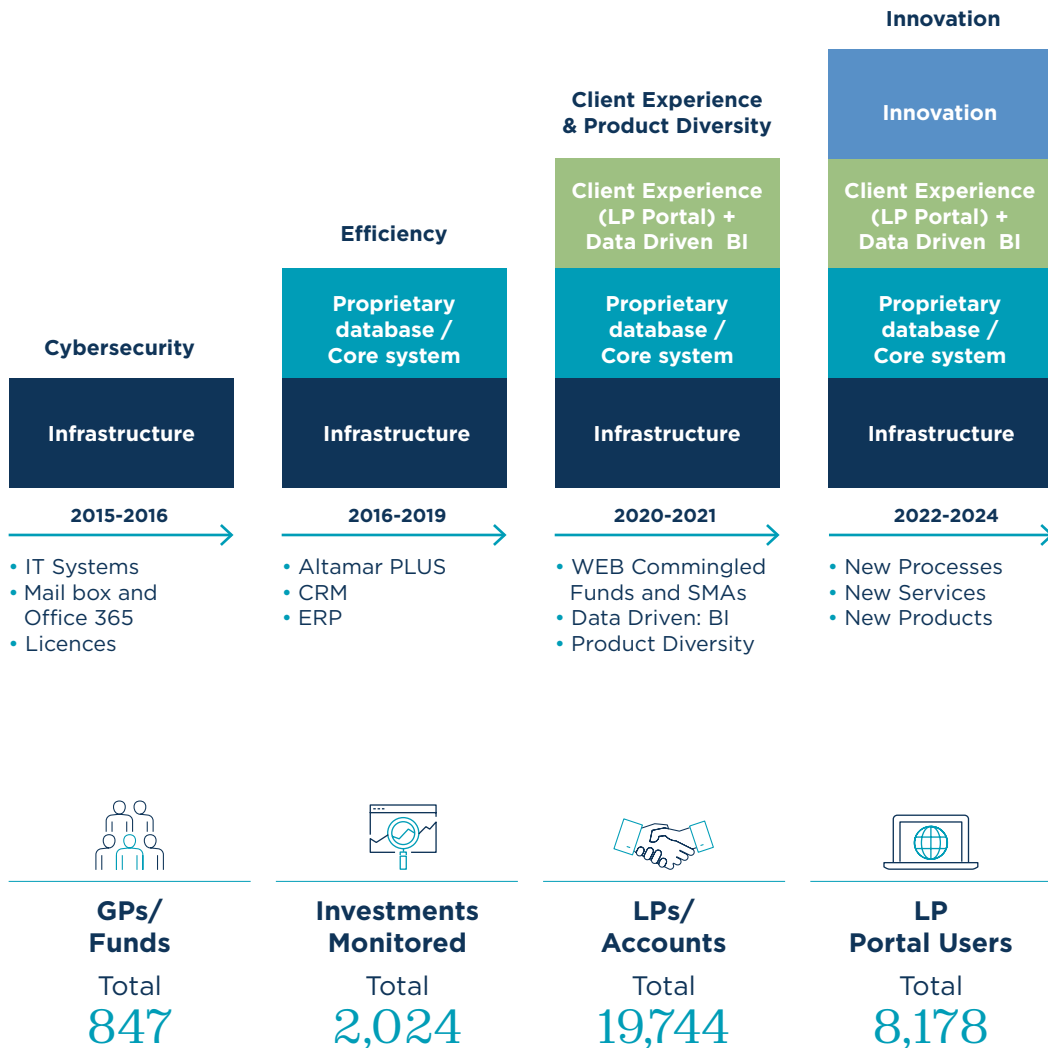 Cybersecurity
Infrastructure
2015-2016
• IT Systems
• Mail box and
Office 365
• Licences
Efficiency
Proprietary
database /
Core system
Infrastructure
2016-2019
• Altamar PLUS
• CRM
• ERP
Client Experience
& Product Diversity
Client Experience
(LP Portal) +
Data Driven BI
Proprietary
database /
Core system
Infrastructure
2020-2021
• WEB Commingled
Funds and SMAs
• Data Driven: BI
• Product Diversity
Innovation
Innovation
Client Experience
(LP Portal) +
Data Driven BI
Proprietary
database /
Core system
Infrastructure
2022-2024
• New Processes
• New Services
• New Products
GPs/
Funds
Total
847
Investments
Monitored
Total
2,024
LPs/
Accounts
Total
19,744
LP
Portal Users
Total
8,178